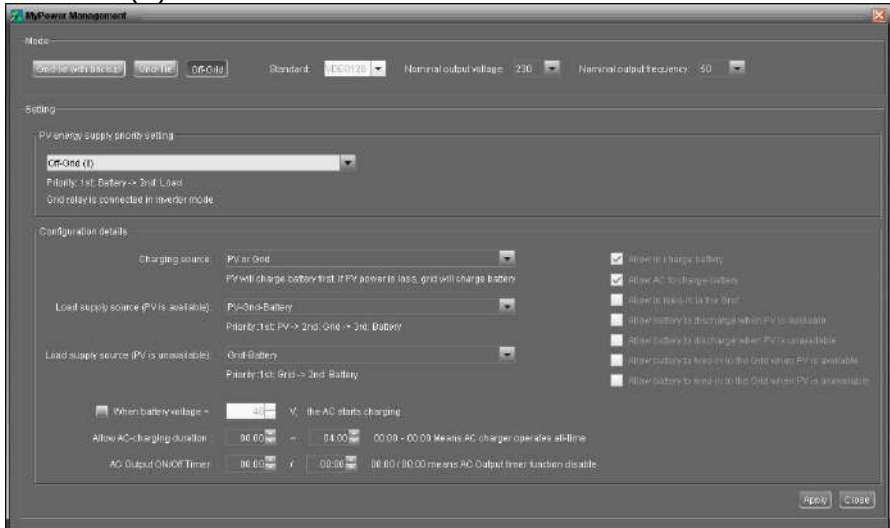 MyPower Management
Mode
Grid-tie with backup Grid-Tie Off-Grid Standard: VDE0126 Nominal output voltage: 230 Nominal output frequency: 50
Setting
PV energy supply priority setting
Off-Grid (I)
Priority: 1st: Battery -> 2nd: Load
Grid relay is connected in inverter mode
Configuration details
Charging source PV or Grid
PV will charge battery first. If PV power is loss, grid will charge battery
Load supply source (PV is available): PV-Grid-Battery
Priority:1st: PV -> 2nd: Grid -> 3rd: Battery
Load supply source (PV is unavailable): Grid-Battery
Priority:1st: Grid -> 2nd: Battery
Allow to charge battery
Allow AC to charge battery
Allow to feed-in to the Grid
Allow battery to discharge when PV is available
Allow battery to discharge when PV is unavailable
Allow battery to feed-in to the Grid when PV is available
Allow battery to feed-in to the Grid when PV is unavailable
When battery voltage < 48 V, the AC starts charging
Allow AC-charging duration 00:00 ~ 04:00 00:00 - 00:00 Means AC charger operates all-time
AC Output ON/Off Timer 00:00 / 00:00 00:00 / 00:00 means AC Output timer function disable
Apply Close